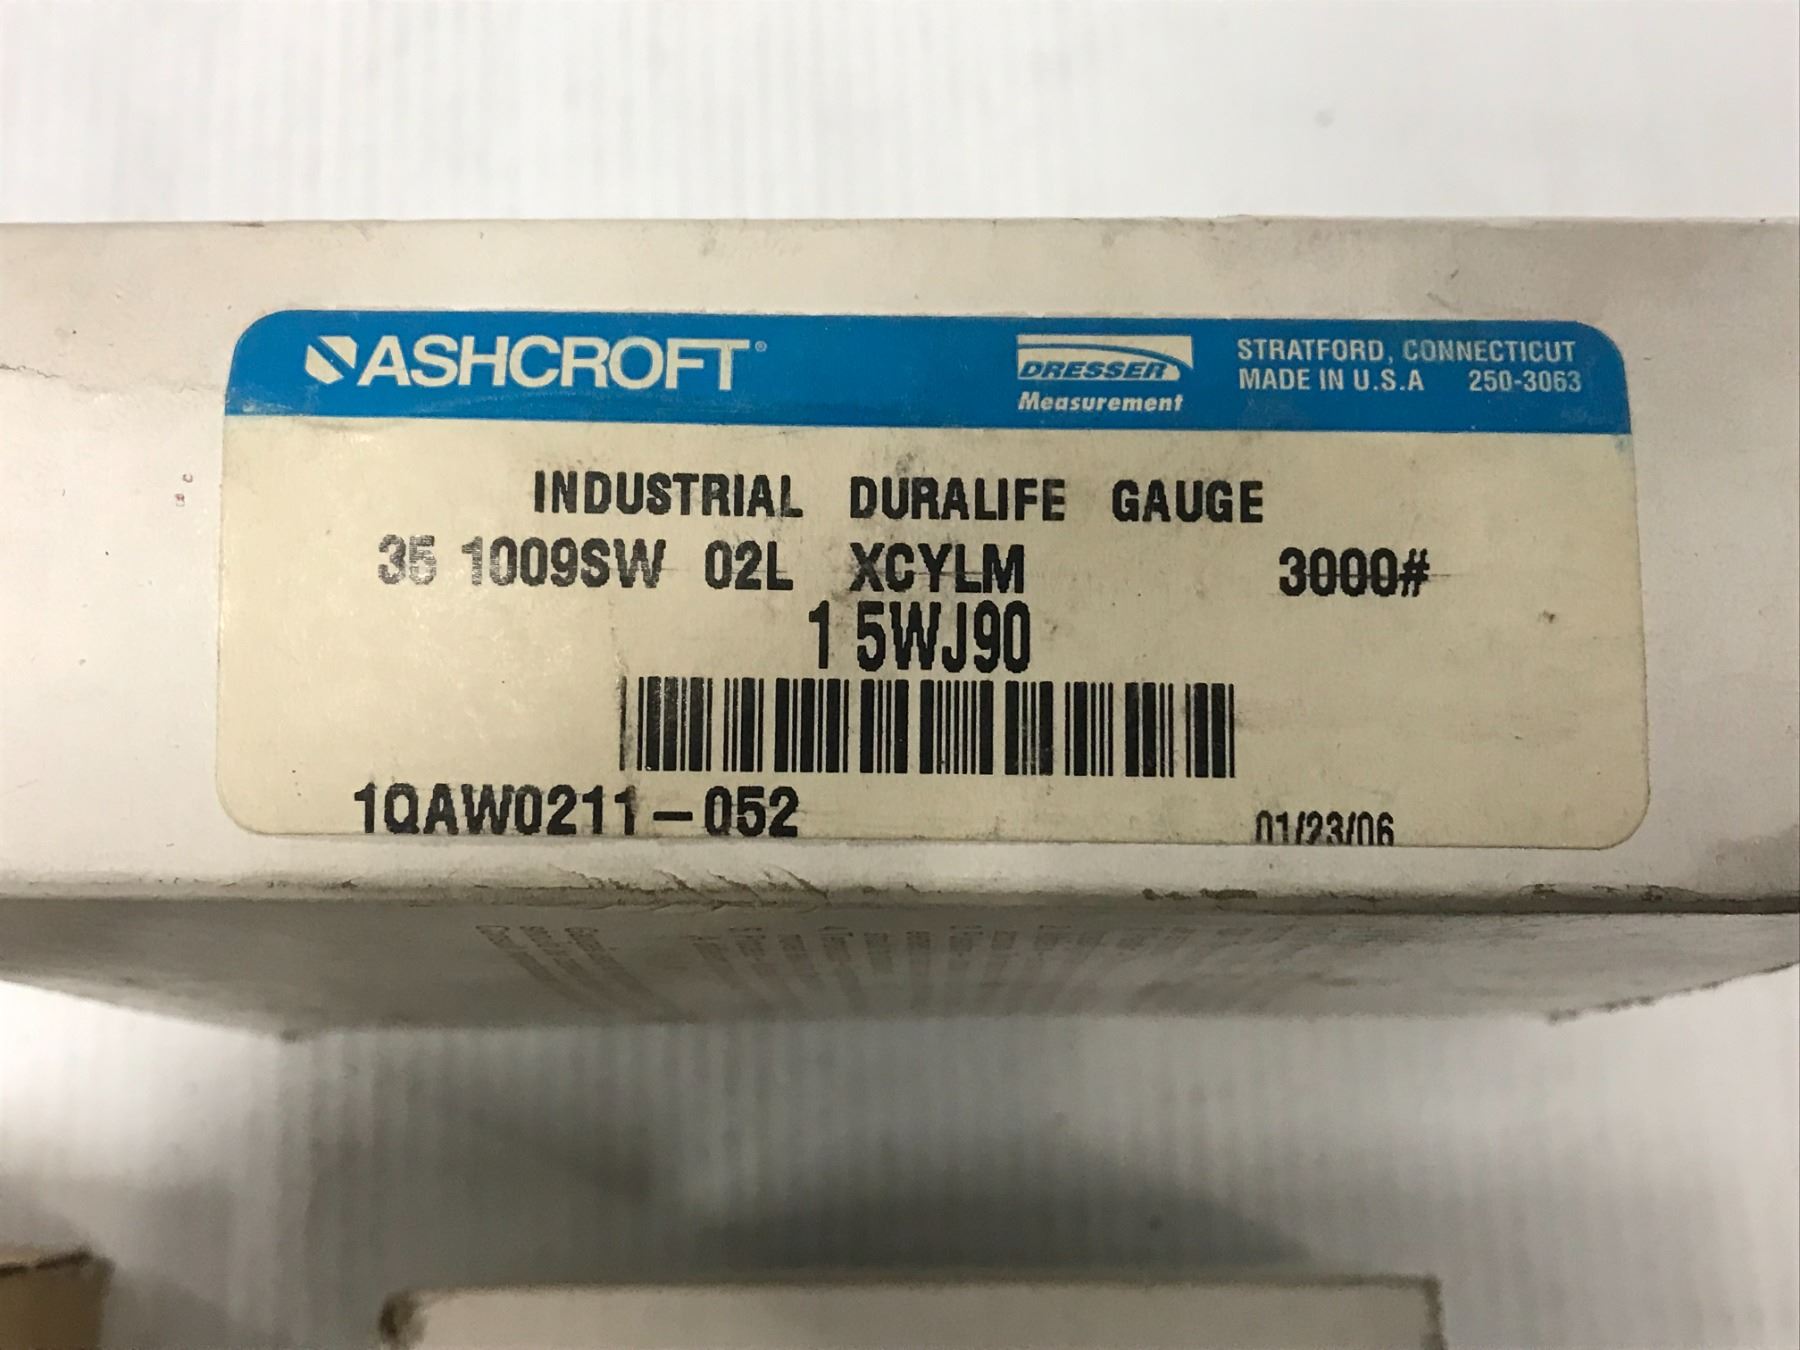 ASHCROFT®
DRESSER
Measurement
STRATFORD, CONNECTICUT
MADE IN U.S.A 250-3063
INDUSTRIAL DURALIFE GAUGE
35 1009SW 02L XCYLM 3000#
1 5WJ90
1QAW0211-052
01/23/06